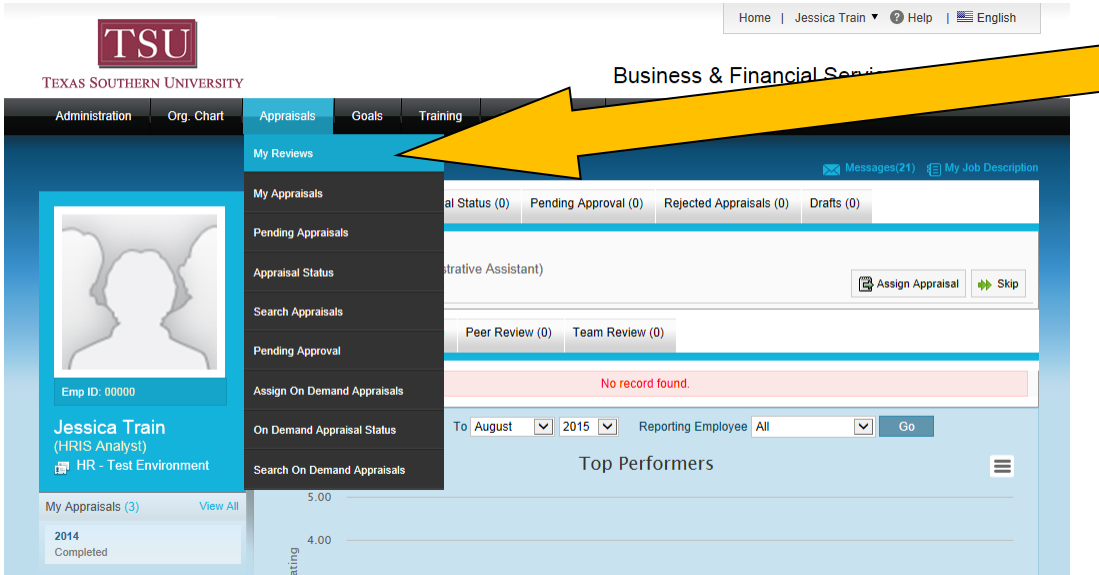 Home | Jessica Train ▼ ? Help | English
TSU
TEXAS SOUTHERN UNIVERSITY
Business & Financial
Administration Org. Chart Appraisals Goals Training
My Reviews
My Appraisals
Pending Appraisals
Appraisal Status
Search Appraisals
Pending Approval
Assign On Demand Appraisals
On Demand Appraisal Status
Search On Demand Appraisals
Messages(21) My Job Description
al Status (0) Pending Approval (0) Rejected Appraisals (0) Drafts (0)
strative Assistant)
Assign Appraisal Skip
Peer Review (0) Team Review (0)
No record found.
To August 2015 Reporting Employee All Go
Top Performers
5.00
4.00
ating
Emp ID: 00000
Jessica Train
(HRIS Analyst)
HR - Test Environment
My Appraisals (3) View All
2014
Completed